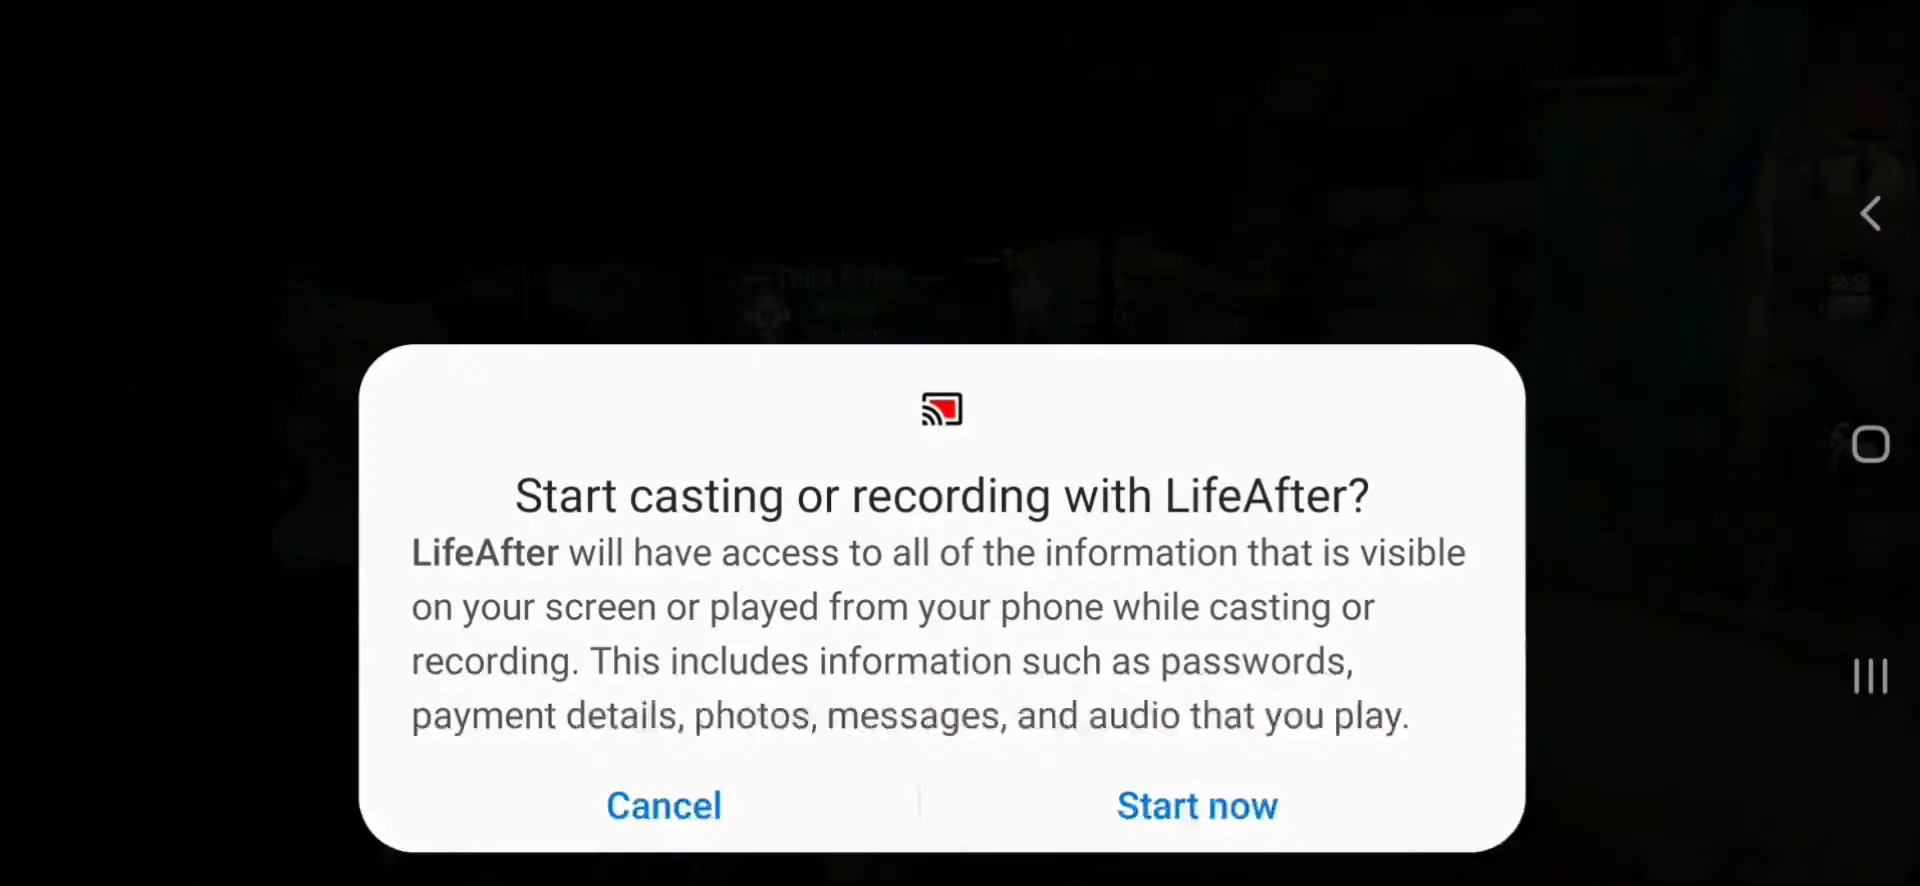 Start casting or recording with LifeAfter?
LifeAfter will have access to all of the information that is visible
on your screen or played from your phone while casting or
recording. This includes information such as passwords,
payment details, photos, messages, and audio that you play.
Cancel
Start now